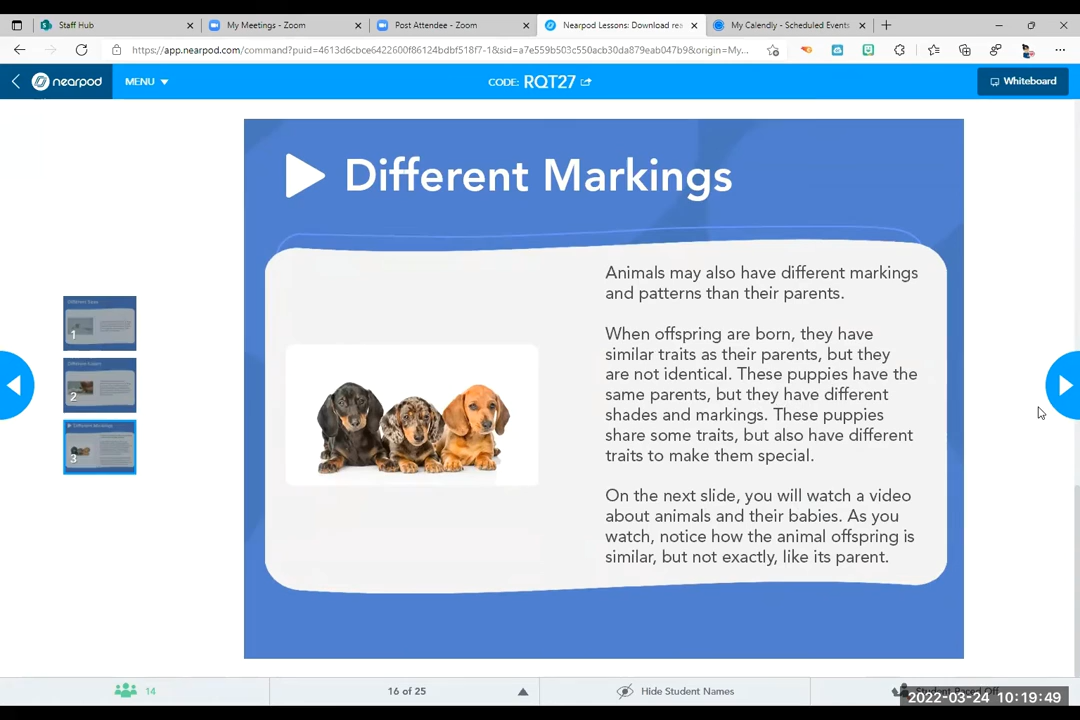 Staff Hub
My Meetings - Zoom
Post Attendee - Zoom
Nearpod Lessons: Download rea
My Calendly - Scheduled Events
https://app.nearpod.com/command?puid=4613d6cbce6422600f86124bdbf518f7-1&sid=a7e559b503c550acb30da879eab047b9&origin=My...
nearpod
MENU
CODE: RQT27
Whiteboard
Different Markings
Animals may also have different markings
and patterns than their parents.
When offspring are born, they have
similar traits as their parents, but they
are not identical. These puppies have the
same parents, but they have different
shades and markings. These puppies
share some traits, but also have different
traits to make them special.
On the next slide, you will watch a video
about animals and their babies. As you
watch, notice how the animal offspring is
similar, but not exactly, like its parent.
1
2
Different Markings
3
14
16 of 25
Hide Student Names
2022-03-24 10:19:49